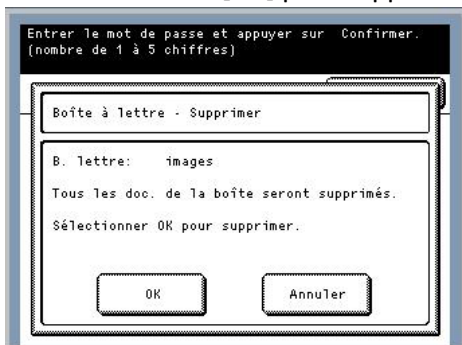 Entrer le mot de passe et appuyer sur Confirmer.
(nombre de 1 à 5 chiffres)
Boîte à lettre - Supprimer
B. lettre: images
Tous les doc. de la boîte seront supprimés.
Sélectionner OK pour supprimer.
OK
Annuler